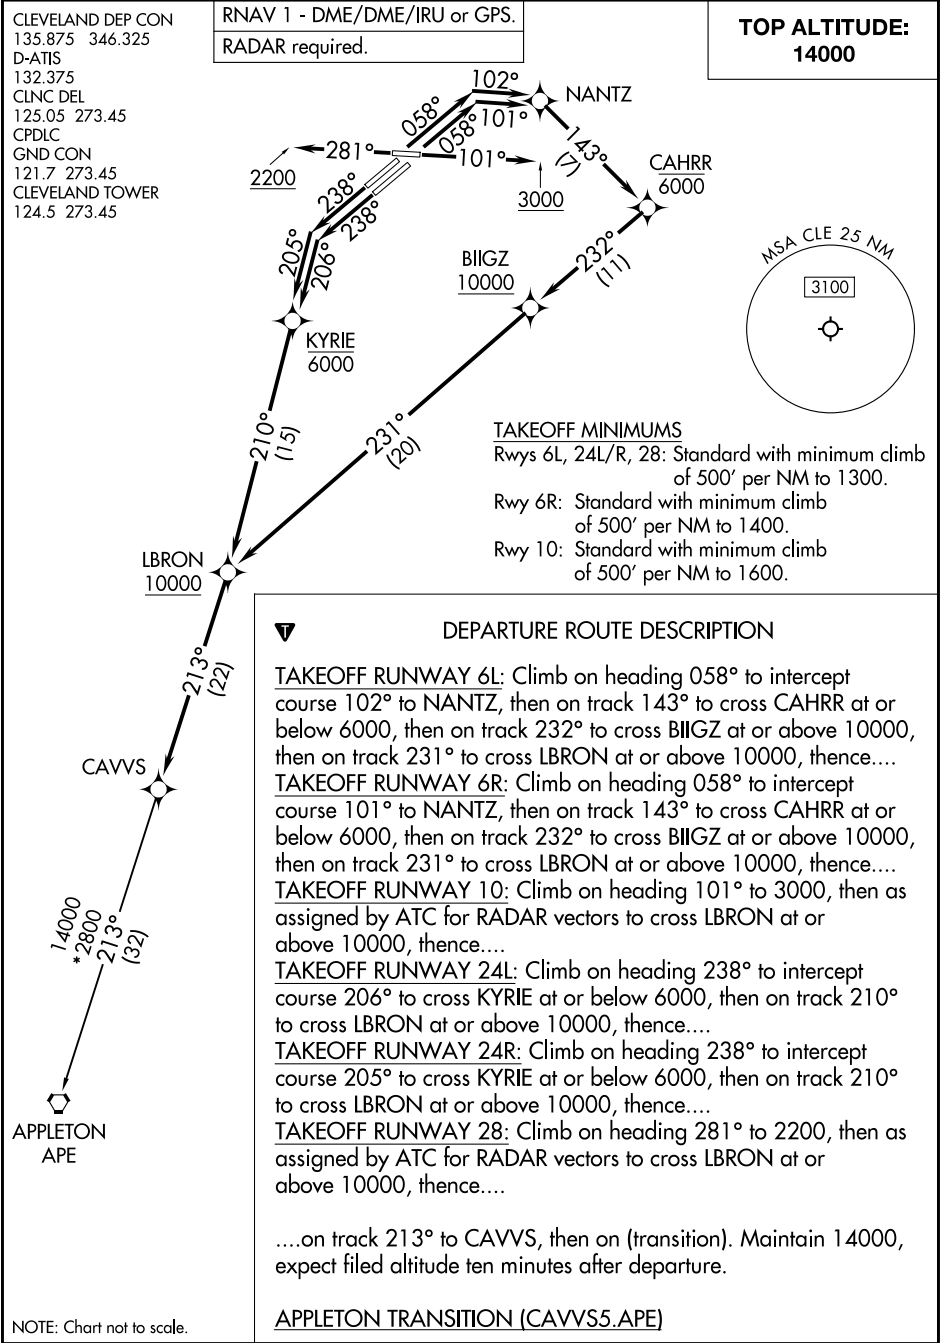 CLEVELAND DEP CON
135.875 346.325
D-ATIS
132.375
CLNC DEL
125.05 273.45
CPDLC
GND CON
121.7 273.45
CLEVELAND TOWER
124.5 273.45
RNAV 1 - DME/DME/IRU or GPS.
RADAR required.
TOP ALTITUDE:
14000
102°
NANTZ
058°
058°
101°
281°
101°
2200
3000
143°
(7)
CAHRR
6000
238°
238°
205°
206°
232°
(11)
BIIGZ
10000
MSA CLE 25 NM
3100
KYRIE
6000
210°
(15)
231°
(20)
TAKEOFF MINIMUMS
Rwys 6L, 24L/R, 28: Standard with minimum climb
of 500' per NM to 1300.
Rwy 6R: Standard with minimum climb
of 500' per NM to 1400.
Rwy 10: Standard with minimum climb
of 500' per NM to 1600.
LBRON
10000
213°
(22)
CAVVS
14000
*2800
213°
(32)
APPLETON
APE
NOTE: Chart not to scale.
T
DEPARTURE ROUTE DESCRIPTION
TAKEOFF RUNWAY 6L: Climb on heading 058° to intercept
course 102° to NANTZ, then on track 143° to cross CAHRR at or
below 6000, then on track 232° to cross BIIGZ at or above 10000,
then on track 231° to cross LBRON at or above 10000, thence....
TAKEOFF RUNWAY 6R: Climb on heading 058° to intercept
course 101° to NANTZ, then on track 143° to cross CAHRR at or
below 6000, then on track 232° to cross BIIGZ at or above 10000,
then on track 231° to cross LBRON at or above 10000, thence....
TAKEOFF RUNWAY 10: Climb on heading 101° to 3000, then as
assigned by ATC for RADAR vectors to cross LBRON at or
above 10000, thence....
TAKEOFF RUNWAY 24L: Climb on heading 238° to intercept
course 206° to cross KYRIE at or below 6000, then on track 210°
to cross LBRON at or above 10000, thence....
TAKEOFF RUNWAY 24R: Climb on heading 238° to intercept
course 205° to cross KYRIE at or below 6000, then on track 210°
to cross LBRON at or above 10000, thence....
TAKEOFF RUNWAY 28: Climb on heading 281° to 2200, then as
assigned by ATC for RADAR vectors to cross LBRON at or
above 10000, thence....
....on track 213° to CAVVS, then on (transition). Maintain 14000,
expect filed altitude ten minutes after departure.
APPLETON TRANSITION (CAVVS5.APE)